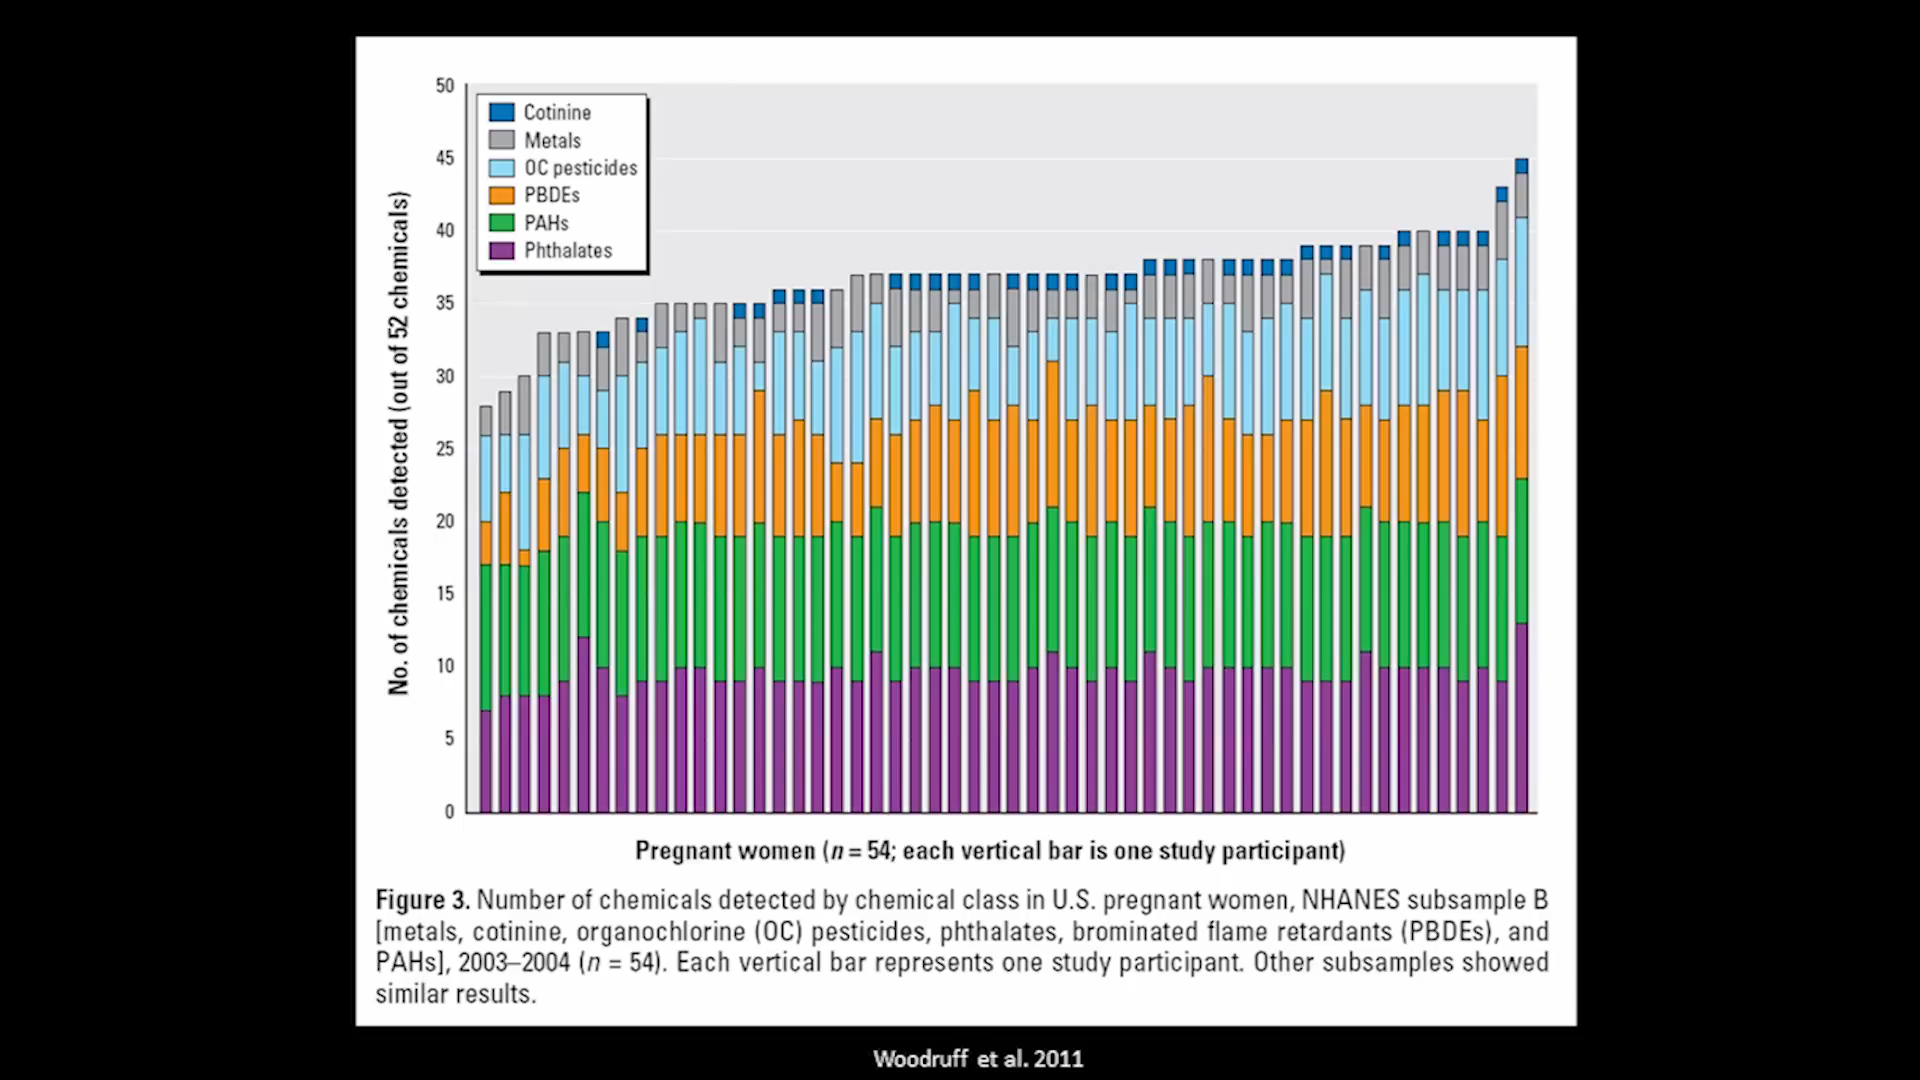 50
45
40
35
30
25
20
15
10
5
0
No. of chemicals detected (out of 52 chemicals)
Cotinine
Metals
OC pesticides
PBDEs
PAHs
Phthalates
Pregnant women (n = 54; each vertical bar is one study participant)
Figure 3. Number of chemicals detected by chemical class in U.S. pregnant women, NHANES subsample B
[metals, cotinine, organochlorine (OC) pesticides, phthalates, brominated flame retardants (PBDEs), and
PAHs], 2003–2004 (n = 54). Each vertical bar represents one study participant. Other subsamples showed
similar results.
Woodruff et al. 2011